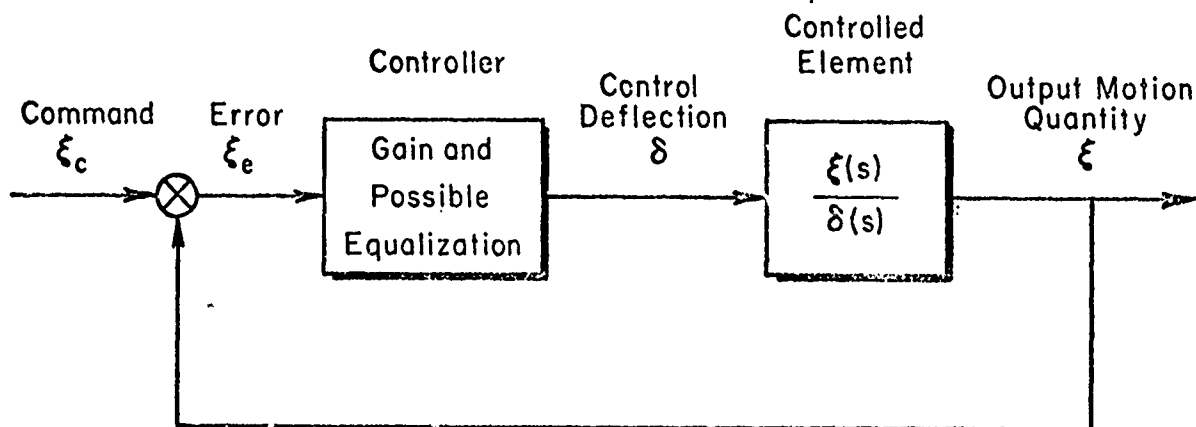 Command
ξc
Error
ξe
Controller
Gain and
Possible
Equalization
Control
Deflection
δ
Controlled
Element
ξ(s)
δ(s)
Output Motion
Quantity
ξ